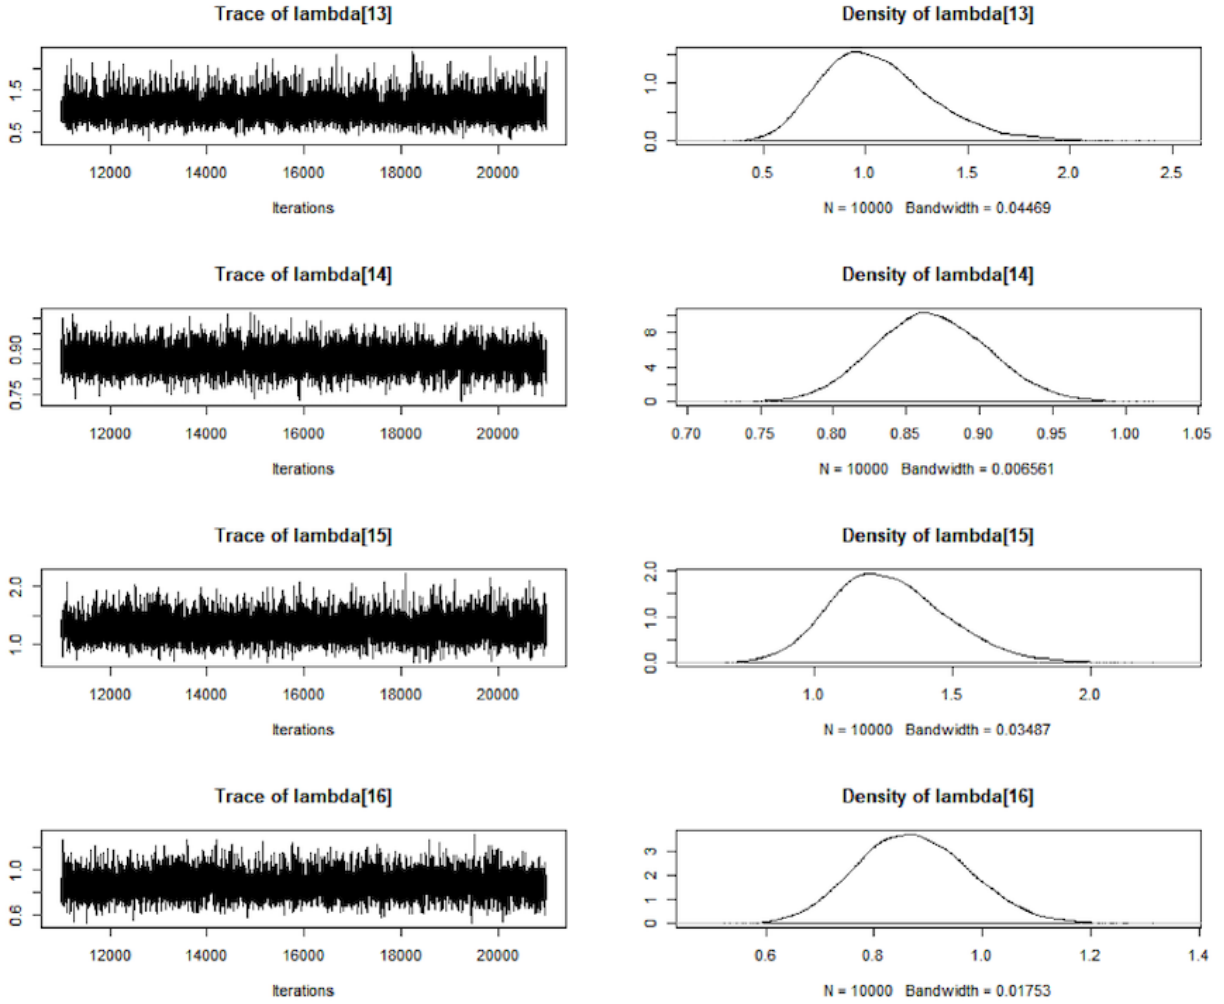 Trace of lambda[13]
Density of lambda[13]
0.5 1.5
12000 14000 16000 18000 20000
Iterations
0.0 1.0
0.5 1.0 1.5 2.0 2.5
N = 10000 Bandwidth = 0.04469
Trace of lambda[14]
Density of lambda[14]
0.75 0.90
12000 14000 16000 18000 20000
Iterations
0 4 8
0.70 0.75 0.80 0.85 0.90 0.95 1.00 1.05
N = 10000 Bandwidth = 0.006561
Trace of lambda[15]
Density of lambda[15]
1.0 2.0
12000 14000 16000 18000 20000
Iterations
0.0 1.0 2.0
1.0 1.5 2.0
N = 10000 Bandwidth = 0.03487
Trace of lambda[16]
Density of lambda[16]
0.6 1.0
12000 14000 16000 18000 20000
Iterations
0 1 2 3
0.6 0.8 1.0 1.2 1.4
N = 10000 Bandwidth = 0.01753